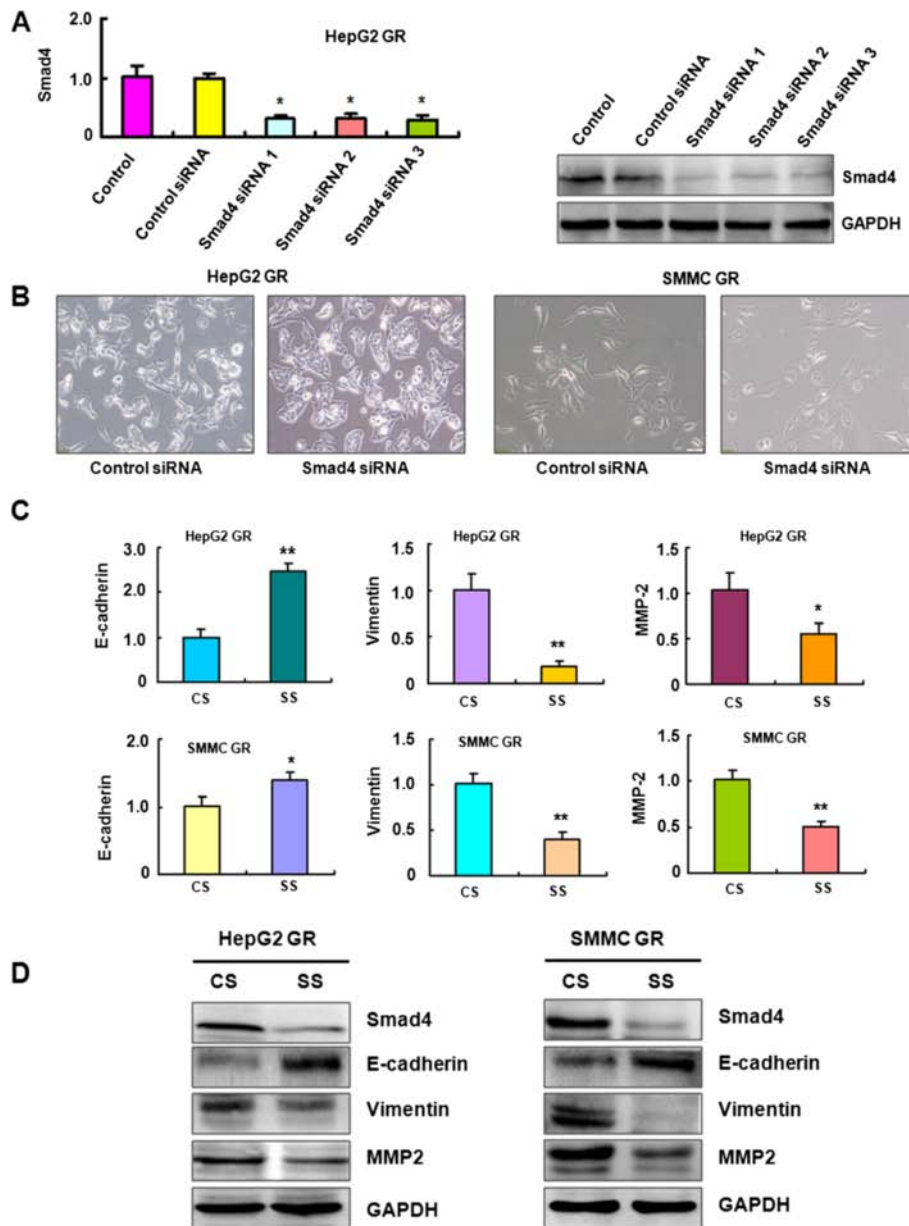 A
HepG2 GR
Smad4
2.0
1.0
0
*
*
*
Control
Control siRNA
Smad4 siRNA 1
Smad4 siRNA 2
Smad4 siRNA 3
Control
Control siRNA
Smad4 siRNA 1
Smad4 siRNA 2
Smad4 siRNA 3
Smad4
GAPDH
B
HepG2 GR
SMMC GR
Control siRNA
Smad4 siRNA
Control siRNA
Smad4 siRNA
C
HepG2 GR
E-cadherin
3.0
2.0
1.0
0
**
CS
SS
HepG2 GR
Vimentin
1.5
1.0
0.5
0
**
CS
SS
HepG2 GR
MMP-2
1.5
1.0
0.5
0
*
CS
SS
SMMC GR
E-cadherin
2.0
1.0
0
*
CS
SS
SMMC GR
Vimentin
1.5
1.0
0.5
0
**
CS
SS
SMMC GR
MMP-2
1.5
1.0
0.5
0
**
CS
SS
D
HepG2 GR
CS SS
Smad4
E-cadherin
Vimentin
MMP2
GAPDH
SMMC GR
CS SS
Smad4
E-cadherin
Vimentin
MMP2
GAPDH